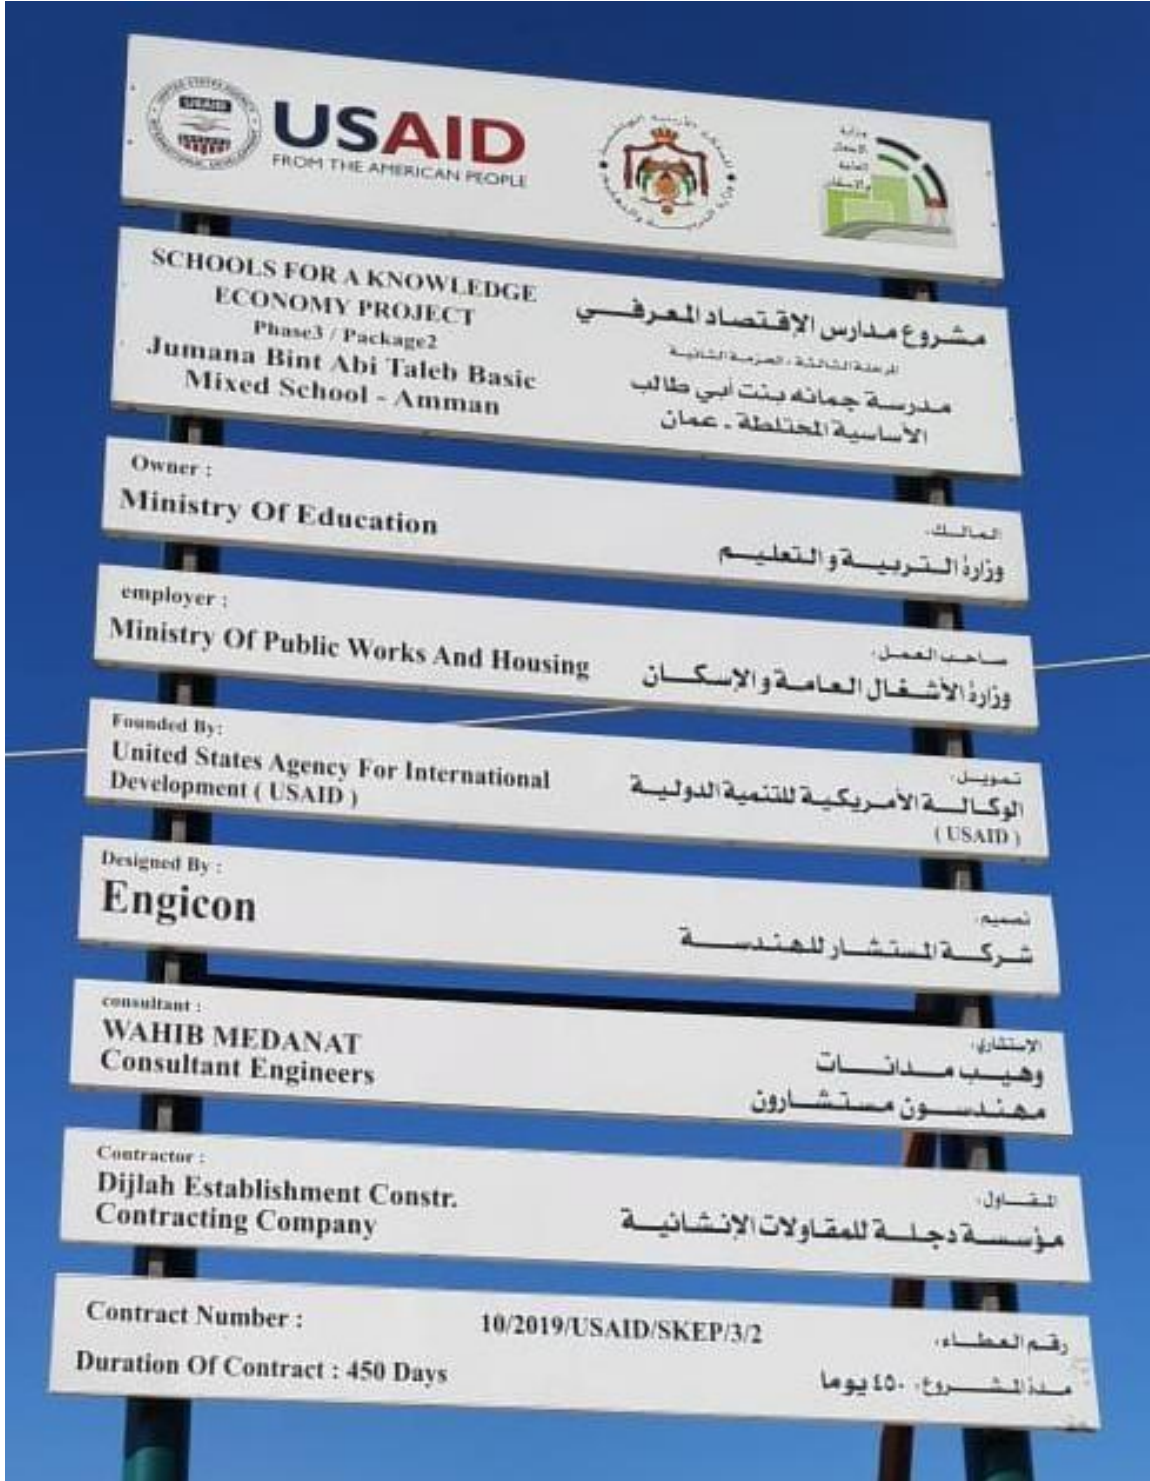 USAID
FROM THE AMERICAN PEOPLE
وزارة
الاشغال
العامة
والإسكان
SCHOOLS FOR A KNOWLEDGE
ECONOMY PROJECT
Phase3 / Package2
Jumana Bint Abi Taleb Basic
Mixed School - Amman
مشروع مدارس الإقتصاد المعرفي
المرحلة الثالثة ، الحزمة الثانية
مدرسة جمانه بنت أبي طالب
الأساسية المختلطة - عمان
Owner :
Ministry Of Education
المالك:
وزارة التربية والتعليم
employer :
Ministry Of Public Works And Housing
صاحب العمل:
وزارة الأشغال العامة والإسكان
Founded By:
United States Agency For International
Development ( USAID )
تمويل:
الوكالة الأمريكية للتنمية الدولية
( USAID )
Designed By :
Engicon
تصميم:
شركة المستشار للهندسة
consultant :
WAHIB MEDANAT
Consultant Engineers
الاستشاري:
وهيب مدانات
مهندسون مستشارون
Contractor :
Dijlah Establishment Constr.
Contracting Company
المقاول:
مؤسسة دجلة للمقاولات الإنشائية
Contract Number : 10/2019/USAID/SKEP/3/2 رقم العطاء:
Duration Of Contract : 450 Days مدة المشروع: ٤٥٠ يوما